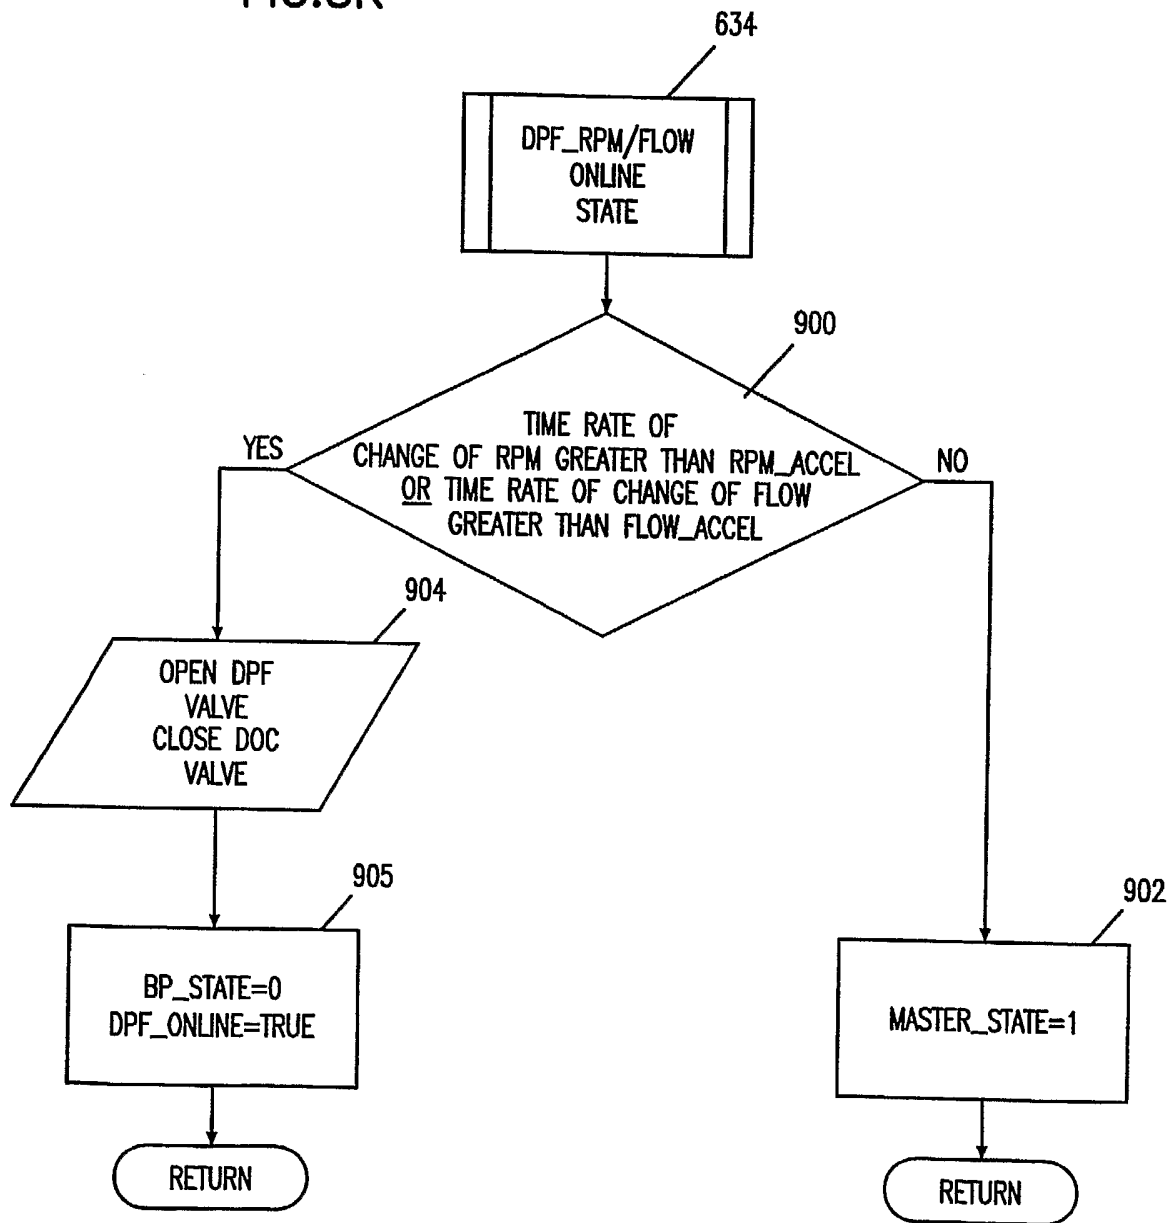 634
DPF_RPM/FLOW
ONLINE
STATE
900
TIME RATE OF
CHANGE OF RPM GREATER THAN RPM_ACCEL
OR TIME RATE OF CHANGE OF FLOW
GREATER THAN FLOW_ACCEL
YES
NO
904
OPEN DPF
VALVE
CLOSE DOC
VALVE
905
BP_STATE=0
DPF_ONLINE=TRUE
902
MASTER_STATE=1
RETURN
RETURN